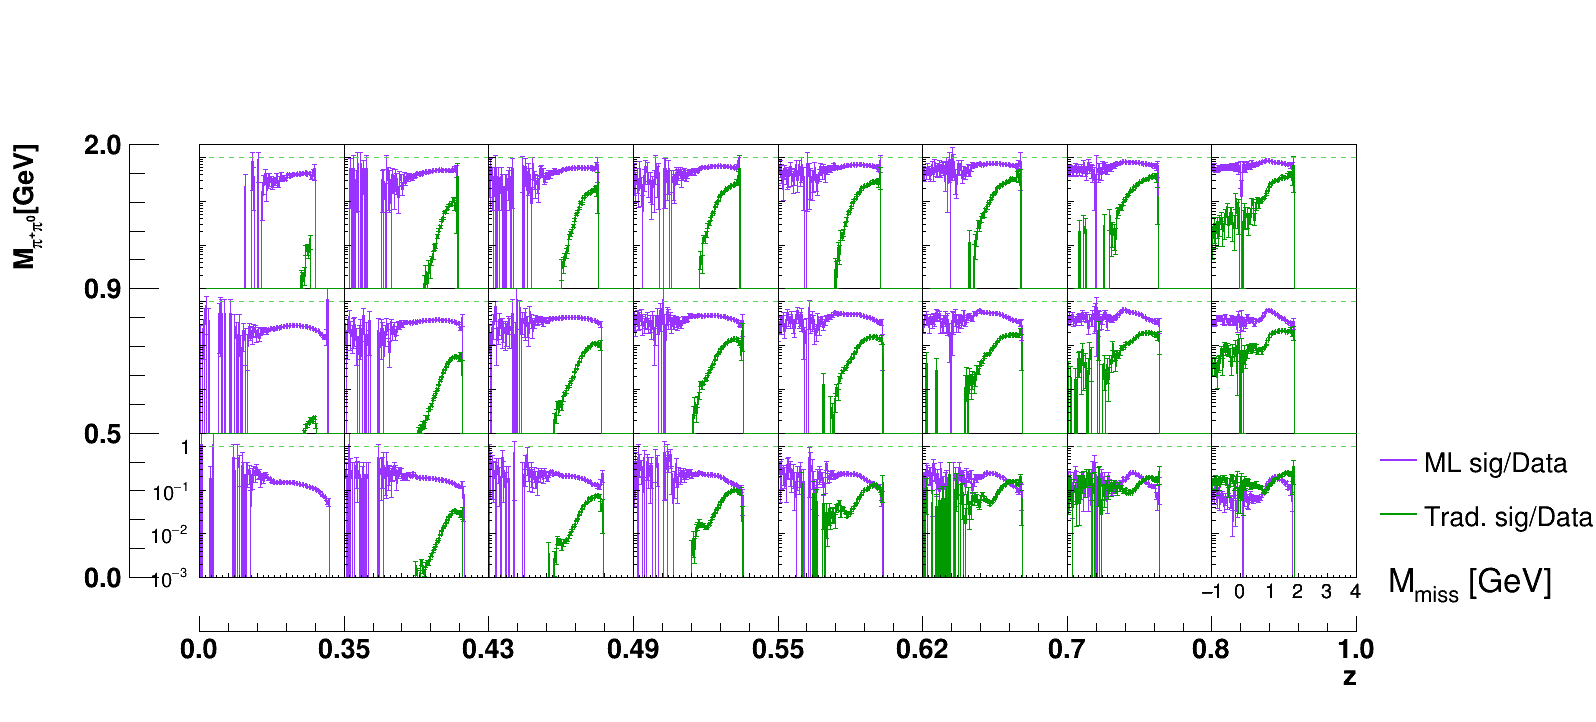 M_{π⁺π⁰}[GeV]
2.0
0.9
0.5
0.0
1
10⁻¹
10⁻²
10⁻³
ML sig/Data
Trad. sig/Data
−1 0 1 2 3 4
M_{miss} [GeV]
0.0 0.35 0.43 0.49 0.55 0.62 0.7 0.8 1.0
z